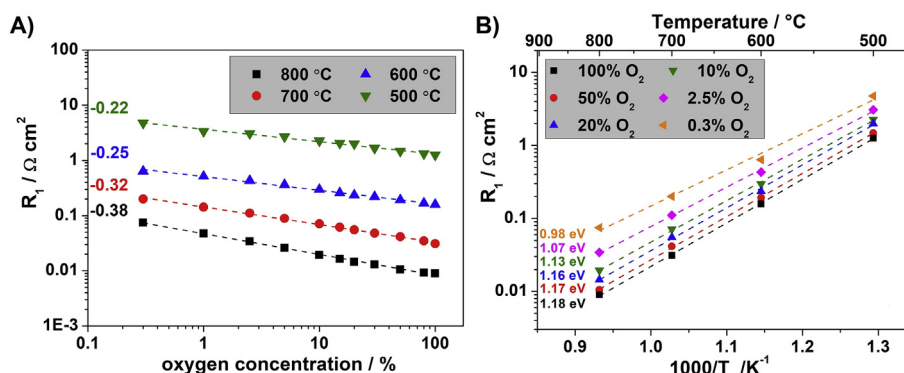 A)
100
10
1
0.1
0.01
1E-3
R1 / Ω cm²
800 °C
600 °C
700 °C
500 °C
-0.22
-0.25
-0.32
-0.38
0.1
1
10
100
oxygen concentration / %
B)
Temperature / °C
900
800
700
600
500
10
1
0.1
0.01
R1 / Ω cm²
100% O2
10% O2
50% O2
2.5% O2
20% O2
0.3% O2
0.98 eV
1.07 eV
1.13 eV
1.16 eV
1.17 eV
1.18 eV
0.9
1.0
1.1
1.2
1.3
1000/T /K⁻¹